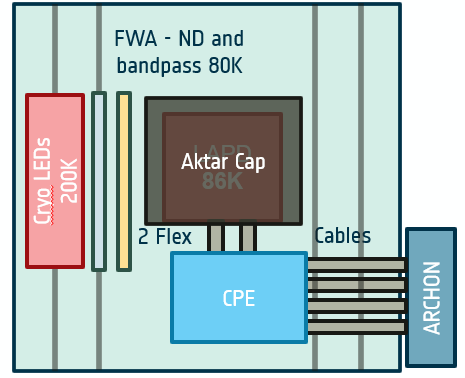 FWA - ND and
bandpass 80K
Cryo LEDs
200K
LAPD
Aktar Cap
86K
2 Flex
Cables
CPE
ARCHON